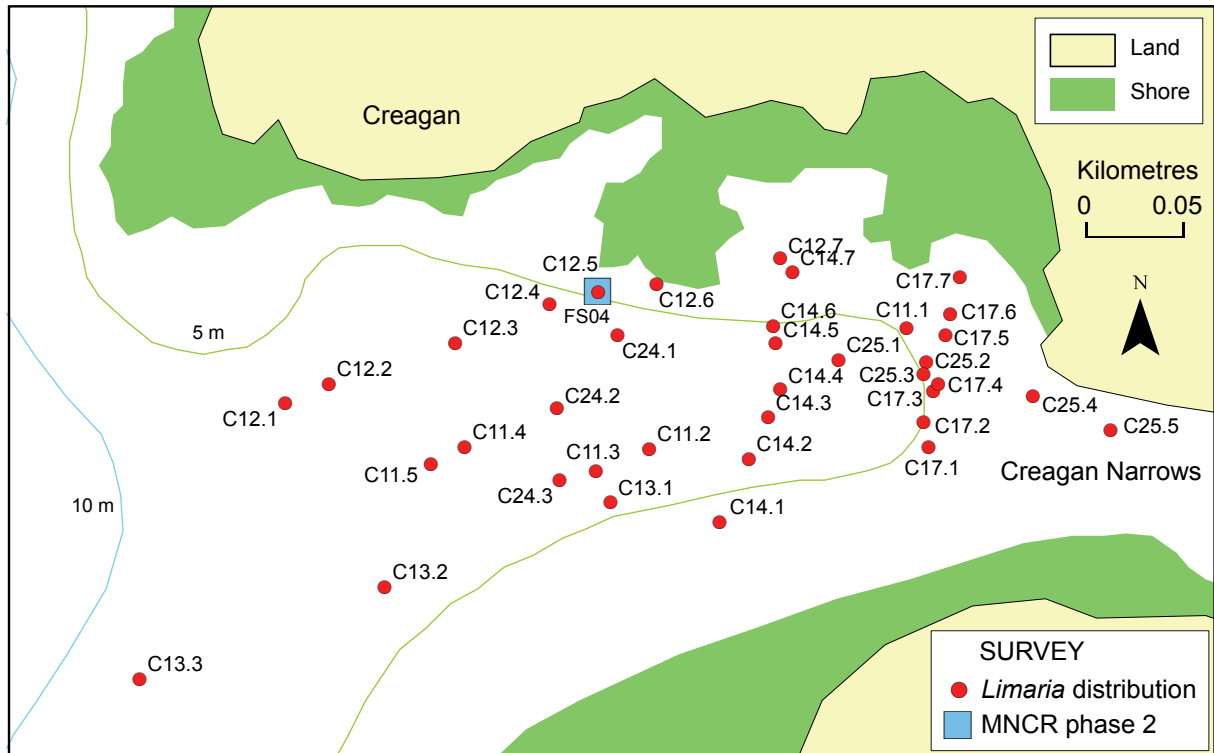 Land
Shore
Creagan
Kilometres
0 0.05
N
C12.7
C14.7
C12.5
C17.7
C12.4
C12.6
FS04
C14.6
C11.1
C17.6
5 m
C12.3
C24.1
C14.5
C17.5
C25.1
C25.2
C12.2
C25.3
C14.4
C17.4
C17.3
C12.1
C24.2
C14.3
C25.4
C11.4
C11.2
C17.2
C25.5
C14.2
C11.5
C11.3
C17.1
C24.3
Creagan Narrows
C13.1
C14.1
10 m
C13.2
C13.3
SURVEY
Limaria distribution
MNCR phase 2